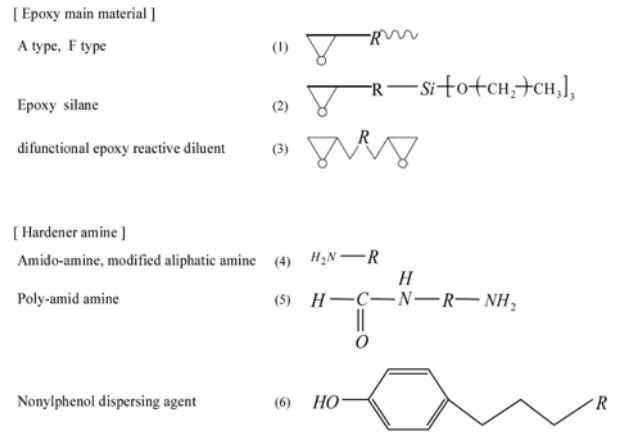 [ Epoxy main material ]
A type, F type (1) R
Epoxy silane (2) R — Si [ O ( CH₂ ) CH₃ ]₃
difunctional epoxy reactive diluent (3) R
[ Hardener amine ]
Amido-amine, modified aliphatic amine (4) H₂N — R
H
Poly-amid amine (5) H — C — N — R — NH₂
O
Nonylphenol dispersing agent (6) HO R